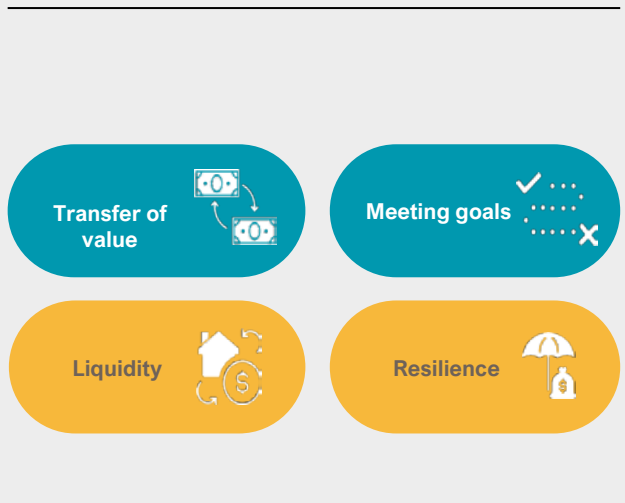 Transfer of
value
Meeting goals
Liquidity
$
Resilience
$